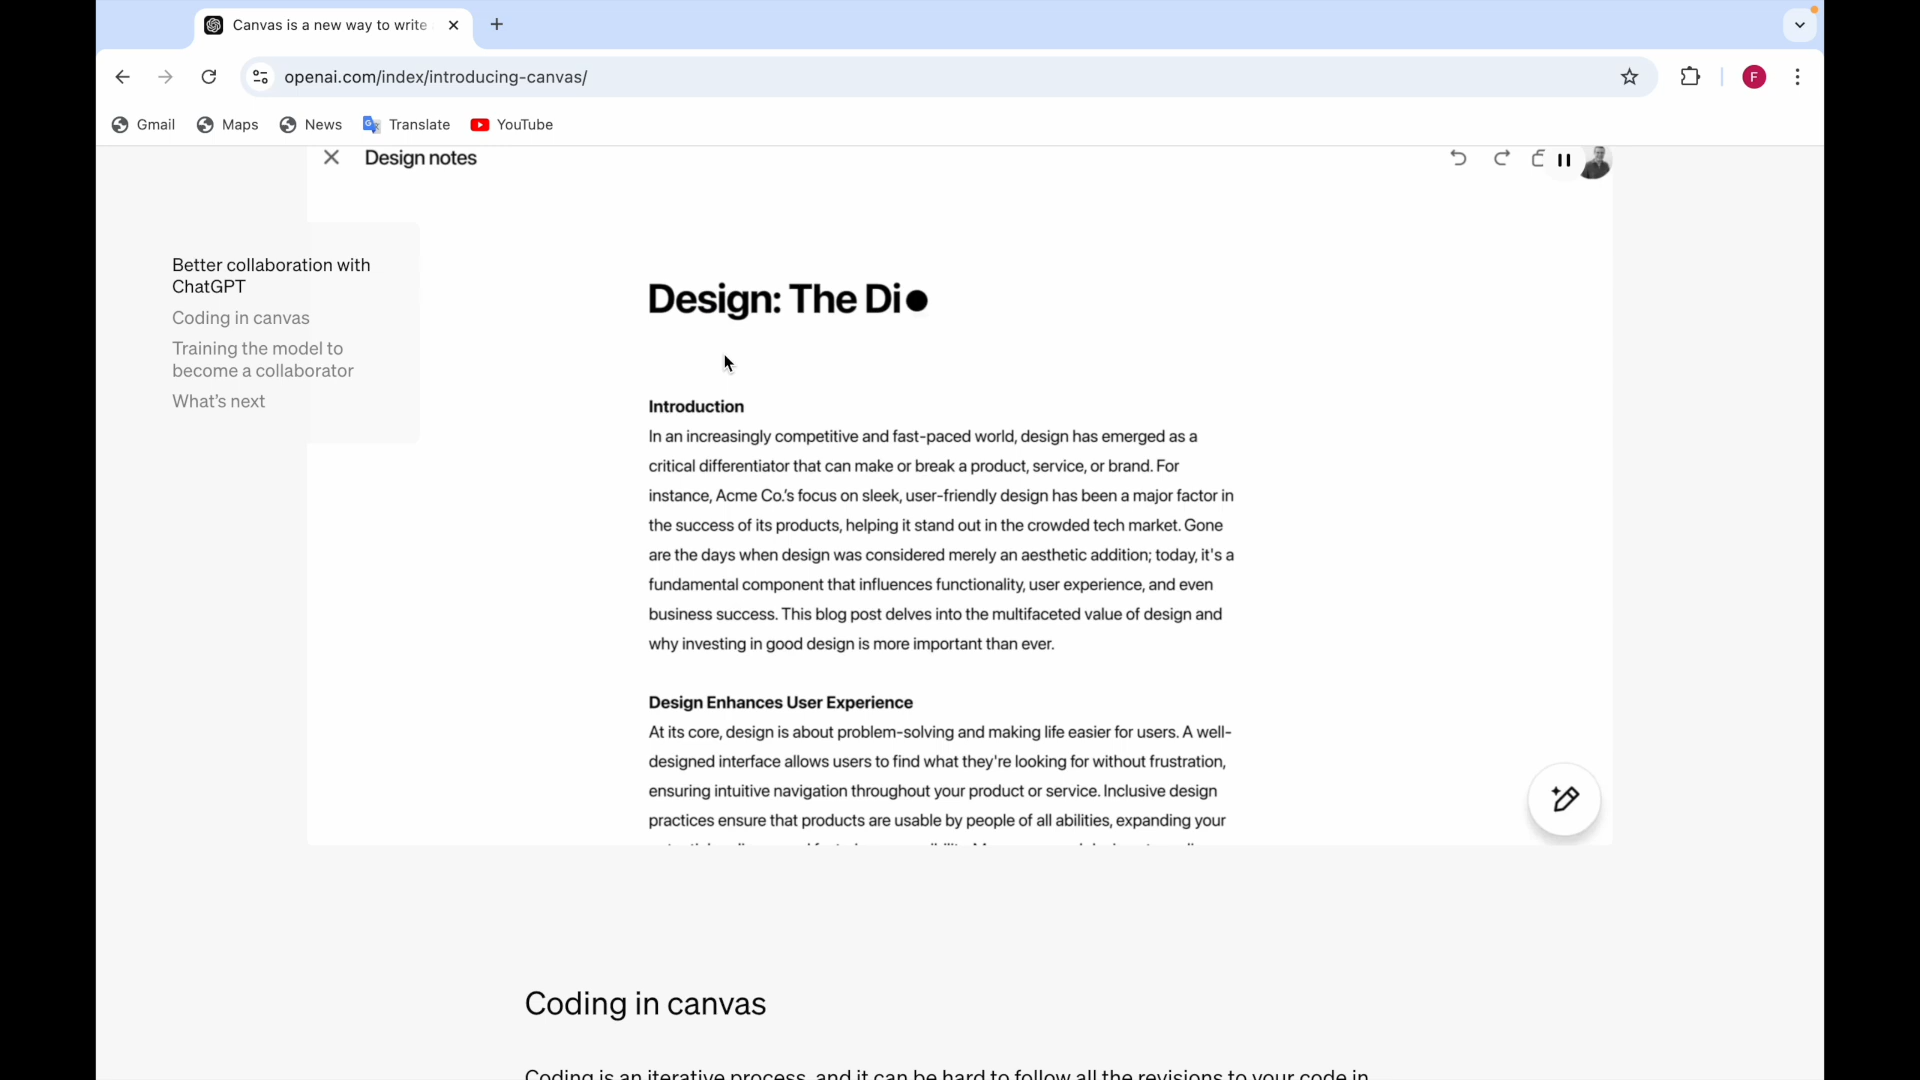 Canvas is a new way to write
openai.com/index/introducing-canvas/
F
Gmail
Maps
News
Translate
YouTube
Design notes
Better collaboration with
ChatGPT
Coding in canvas
Training the model to
become a collaborator
What's next
Design: The Di
Introduction
In an increasingly competitive and fast-paced world, design has emerged as a
critical differentiator that can make or break a product, service, or brand. For
instance, Acme Co.'s focus on sleek, user-friendly design has been a major factor in
the success of its products, helping it stand out in the crowded tech market. Gone
are the days when design was considered merely an aesthetic addition; today, it's a
fundamental component that influences functionality, user experience, and even
business success. This blog post delves into the multifaceted value of design and
why investing in good design is more important than ever.
Design Enhances User Experience
At its core, design is about problem-solving and making life easier for users. A well-
designed interface allows users to find what they're looking for without frustration,
ensuring intuitive navigation throughout your product or service. Inclusive design
practices ensure that products are usable by people of all abilities, expanding your
Coding in canvas
Coding is an iterative process, and it can be hard to follow all the revisions to your code in